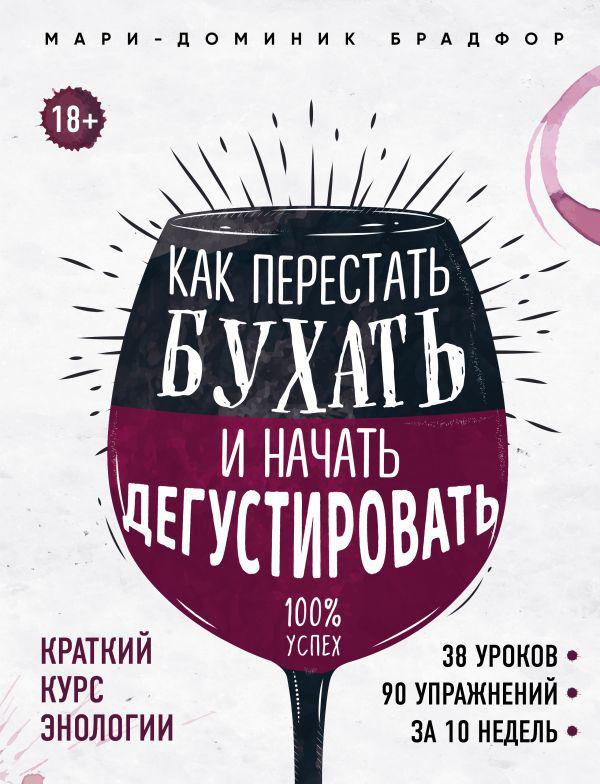 МАРИ-ДОМИНИК БРАДФОР
18+
КАК ПЕРЕСТАТЬ
БУХАТЬ
И НАЧАТЬ
ДЕГУСТИРОВАТЬ
100%
УСПЕХ
КРАТКИЙ
КУРС
ЭНОЛОГИИ
38 УРОКОВ
90 УПРАЖНЕНИЙ
ЗА 10 НЕДЕЛЬ